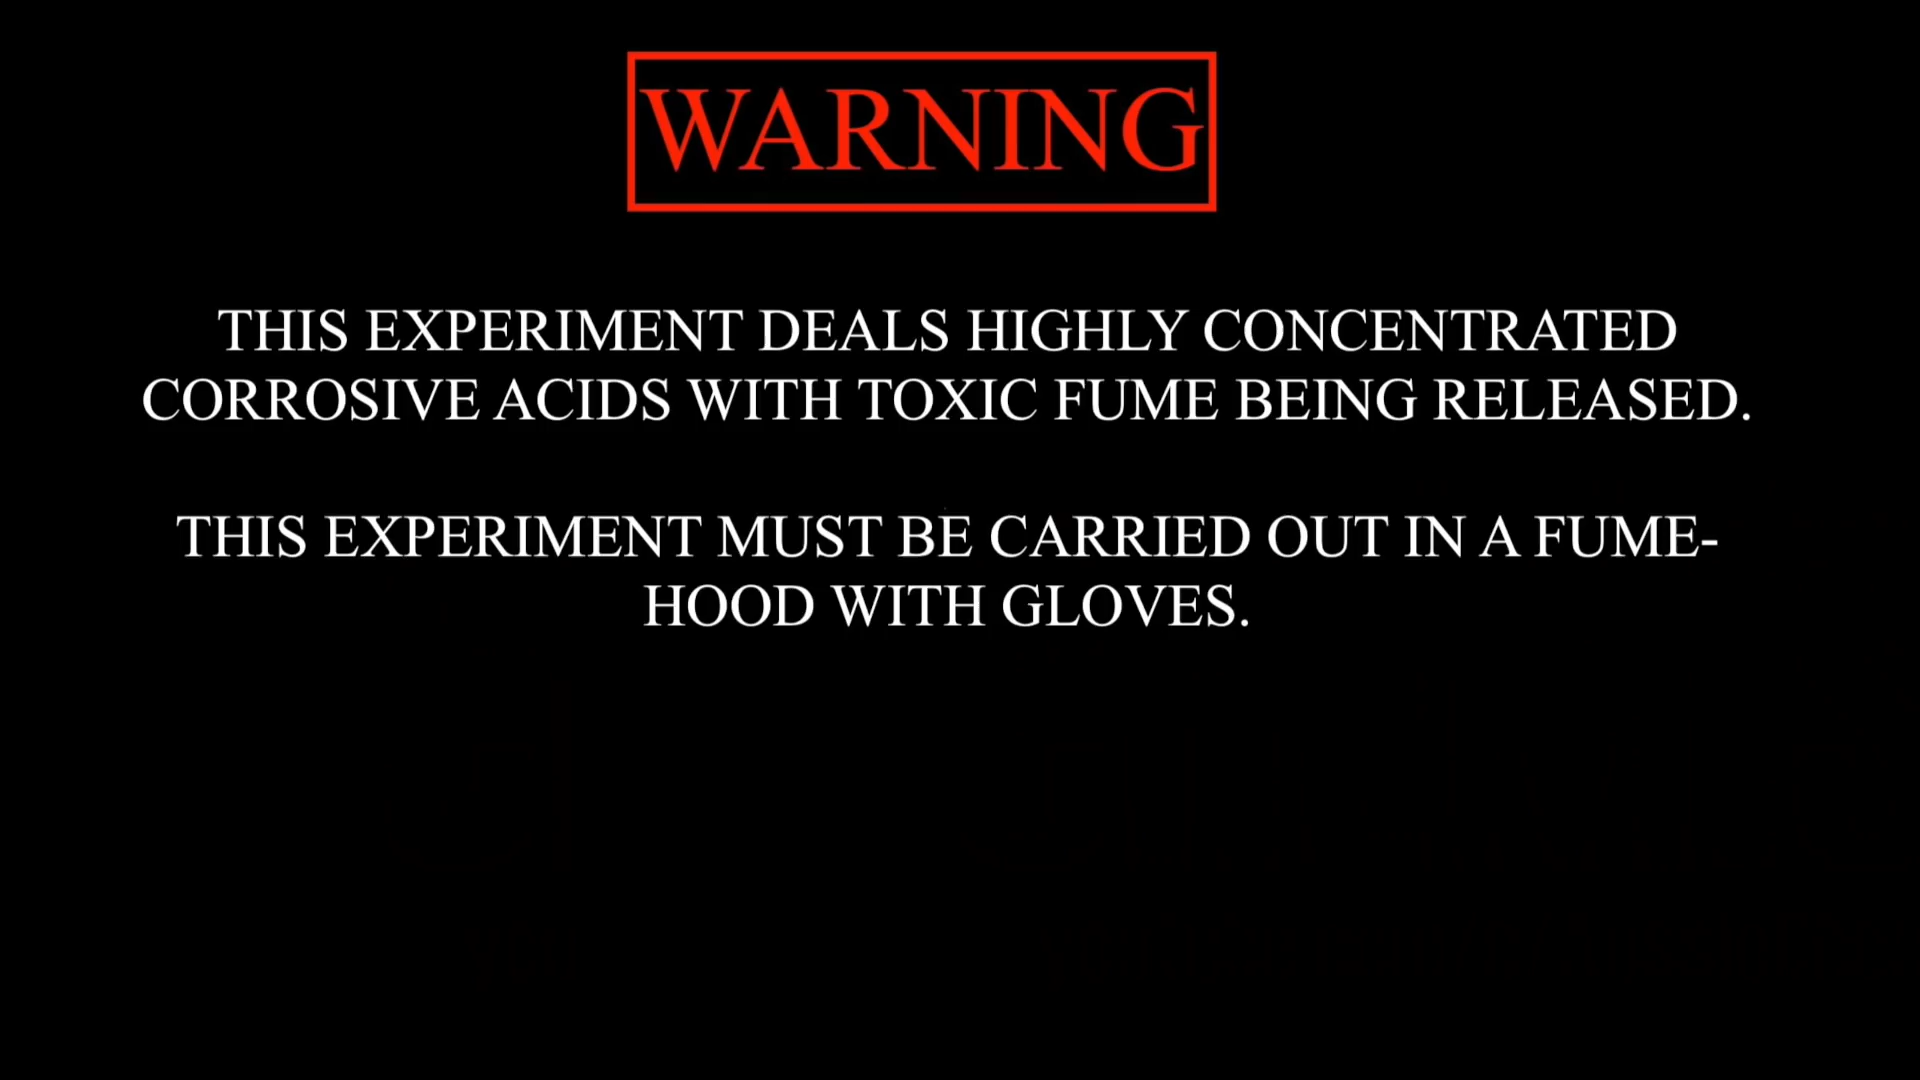 WARNING
THIS EXPERIMENT DEALS HIGHLY CONCENTRATED
CORROSIVE ACIDS WITH TOXIC FUME BEING RELEASED.
THIS EXPERIMENT MUST BE CARRIED OUT IN A FUME-
HOOD WITH GLOVES.